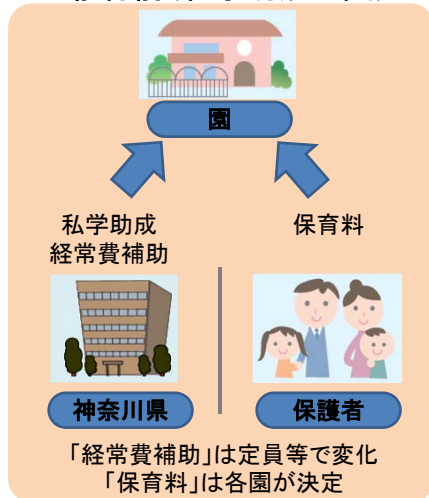 園
私学助成
経常費補助
保育料
神奈川県
保護者
「経常費補助」は定員等で変化
「保育料」は各園が決定